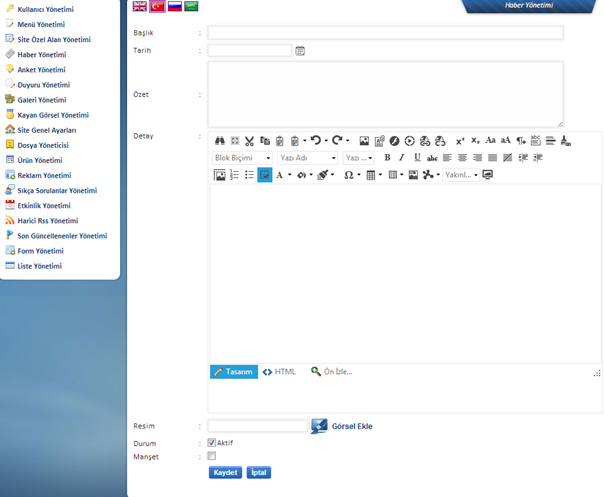 Kullanıcı Yönetimi
Menü Yönetimi
Site Özel Alan Yönetimi
Haber Yönetimi
Anket Yönetimi
Duyuru Yönetimi
Galeri Yönetimi
Kayan Görsel Yönetimi
Site Genel Ayarları
Dosya Yöneticisi
Ürün Yönetimi
Reklam Yönetimi
Sıkça Sorulanlar Yönetimi
Etkinlik Yönetimi
Harici Rss Yönetimi
Son Güncellenenler Yönetimi
Form Yönetimi
Liste Yönetimi
Haber Yönetimi
Başlık :
Tarih :
Özet :
Detay :
Blok Biçimi Yazı Adı Yazı ... B I U abc
A Ω Yakınl...
Tasarım HTML Ön İzle...
Resim : Görsel Ekle
Durum : Aktif
Manşet :
Kaydet İptal